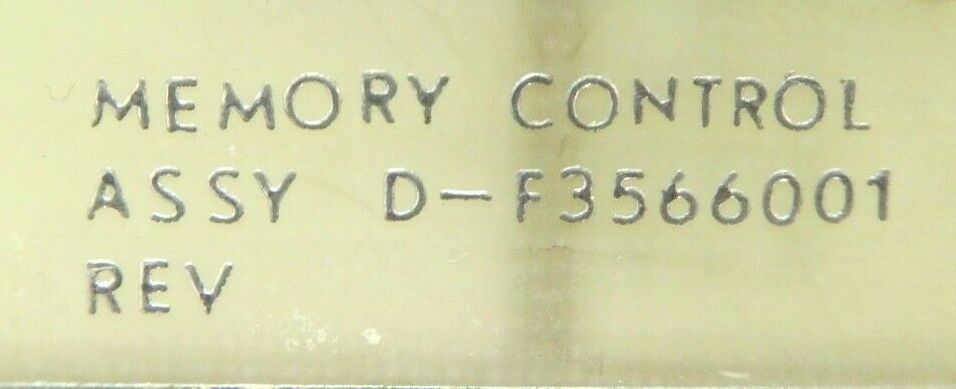 MEMORY CONTROL
ASSY D-F3566001
REV